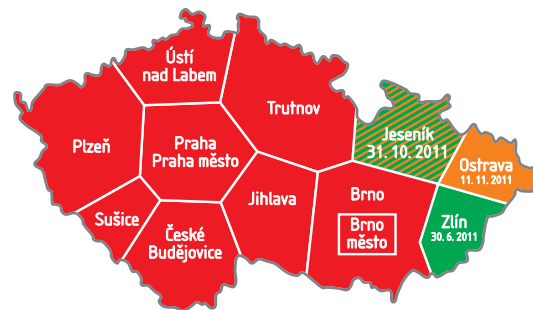 Ústí
nad Labem
Trutnov
Plzeň
Praha
Praha město
Jeseník
31. 10. 2011
Ostrava
11. 11. 2011
Jihlava
Brno
Brno
město
Sušice
České
Budějovice
Zlín
30. 6. 2011